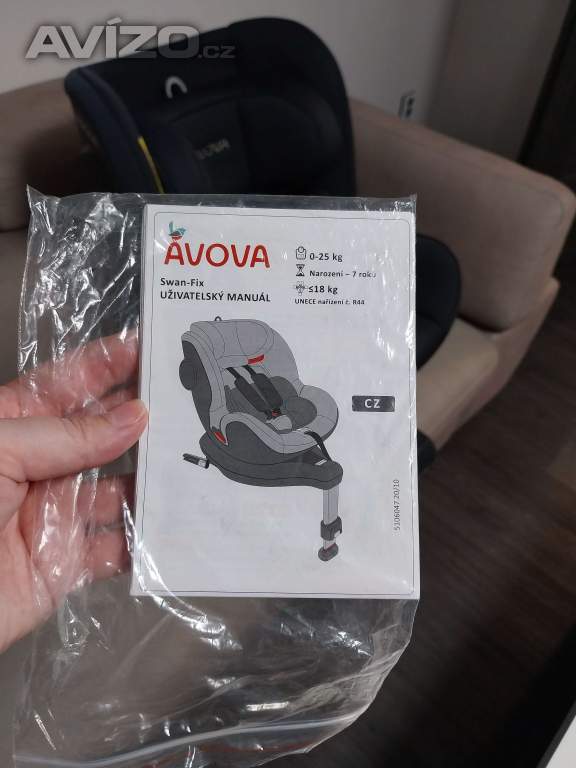 AVÍZO.cz
AVOVA
AVOVA
Swan-Fix
UŽIVATELSKÝ MANUÁL
0-25 kg
Narození – 7 roků
≤18 kg
UNECE nařízení č. R44
CZ
5106047.20/10